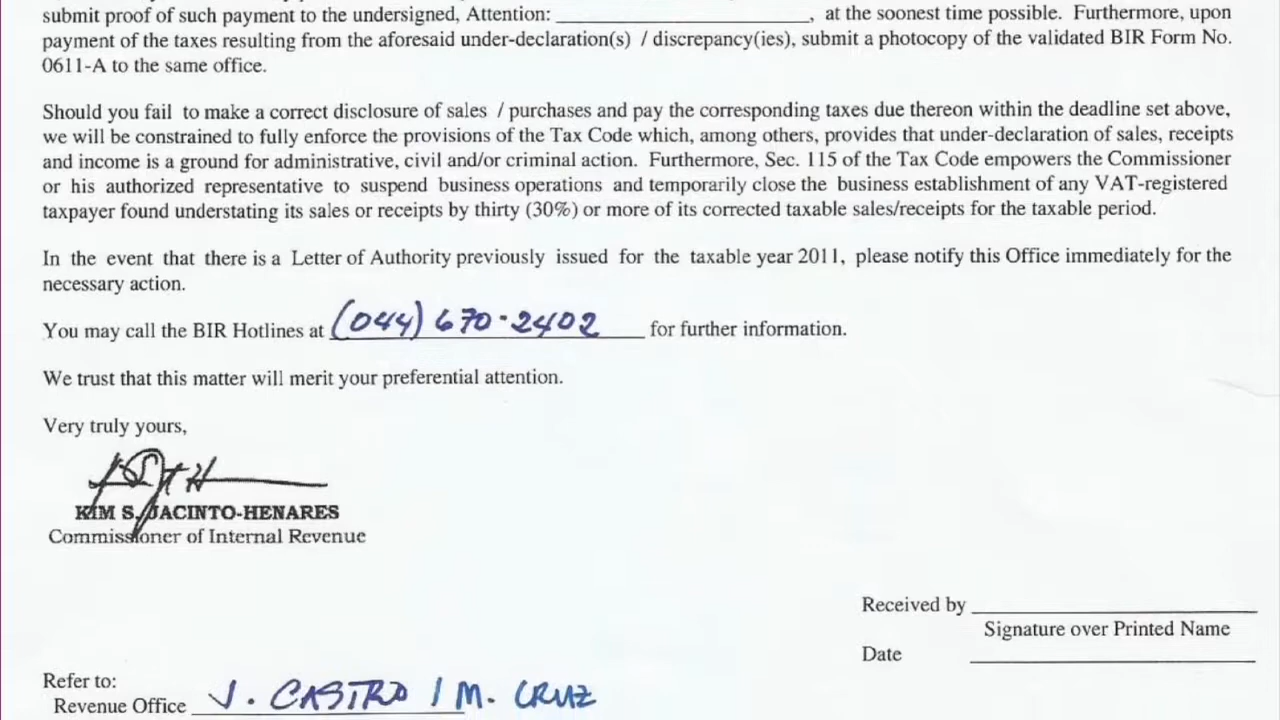 submit proof of such payment to the undersigned, Attention: ____________________, at the soonest time possible. Furthermore, upon
payment of the taxes resulting from the aforesaid under-declaration(s) / discrepancy(ies), submit a photocopy of the validated BIR Form No.
0611-A to the same office.
Should you fail to make a correct disclosure of sales / purchases and pay the corresponding taxes due thereon within the deadline set above,
we will be constrained to fully enforce the provisions of the Tax Code which, among others, provides that under-declaration of sales, receipts
and income is a ground for administrative, civil and/or criminal action. Furthermore, Sec. 115 of the Tax Code empowers the Commissioner
or his authorized representative to suspend business operations and temporarily close the business establishment of any VAT-registered
taxpayer found understating its sales or receipts by thirty (30%) or more of its corrected taxable sales/receipts for the taxable period.
In the event that there is a Letter of Authority previously issued for the taxable year 2011, please notify this Office immediately for the
necessary action.
You may call the BIR Hotlines at (044) 670-2402 for further information.
We trust that this matter will merit your preferential attention.
Very truly yours,
KIM S. JACINTO-HENARES
Commissioner of Internal Revenue
Received by ____________________
Signature over Printed Name
Date ____________________
Refer to:
Revenue Office J. CASTRO / M. CRUZ